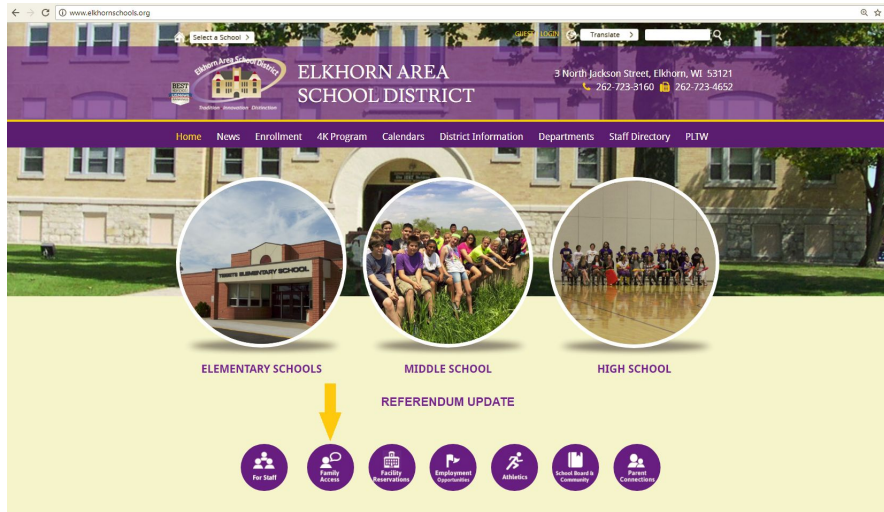 www.elkhornschools.org
Select a School >
GUEST LOGIN
Translate >
Elkhorn Area School District
BEST
Tradition Innovation Distinction
ELKHORN AREA
SCHOOL DISTRICT
3 North Jackson Street, Elkhorn, WI 53121
262-723-3160 262-723-4652
Home News Enrollment 4K Program Calendars District Information Departments Staff Directory PLTW
TIBBETS ELEMENTARY SCHOOL
ELEMENTARY SCHOOLS
MIDDLE SCHOOL
HIGH SCHOOL
REFERENDUM UPDATE
For Staff
Family
Access
Facility
Reservations
Employment
Opportunities
Athletics
School Board &
Community
Parent
Connections